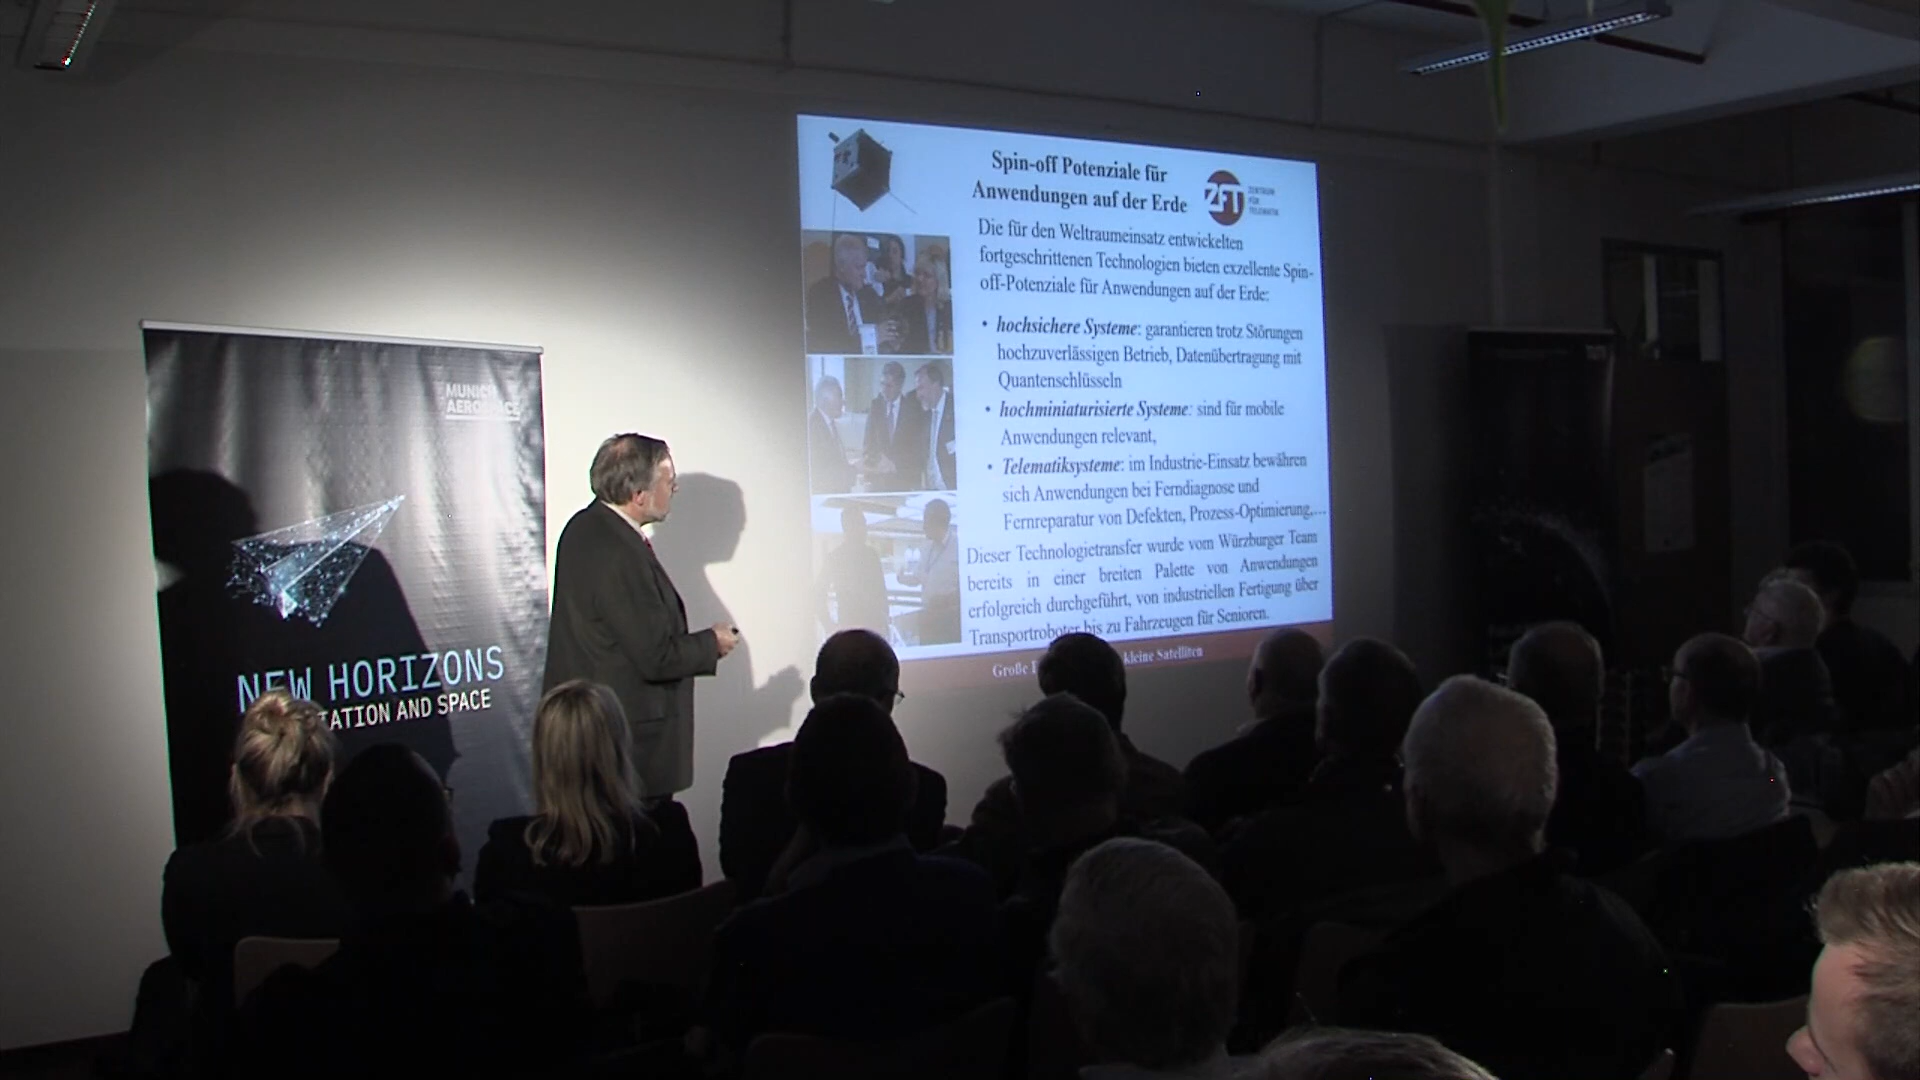 MUNICH
AEROSPACE
NEW HORIZONS
AND SPACE
Spin-off Potenziale für
Anwendungen auf der Erde
ZFT
ZENTRUM
FÜR
TELEMATIK
Die für den Weltraumeinsatz entwickelten
fortgeschrittenen Technologien bieten exzellente Spin-
off-Potenziale für Anwendungen auf der Erde:
• hochsichere Systeme: garantieren trotz Störungen
hochzuverlässigen Betrieb, Datenübertragung mit
Quantenschlüsseln
• hochminiaturisierte Systeme: sind für mobile
Anwendungen relevant,
• Telematiksysteme: im Industrie-Einsatz bewähren
sich Anwendungen bei Ferndiagnose und
Fernreparatur von Defekten, Prozess-Optimierung,…
Dieser Technologietransfer wurde vom Würzburger Team
bereits in einer breiten Palette von Anwendungen
erfolgreich durchgeführt, von industriellen Fertigung über
Transportroboter bis zu Fahrzeugen für Senioren.
Große kleine Satelliten